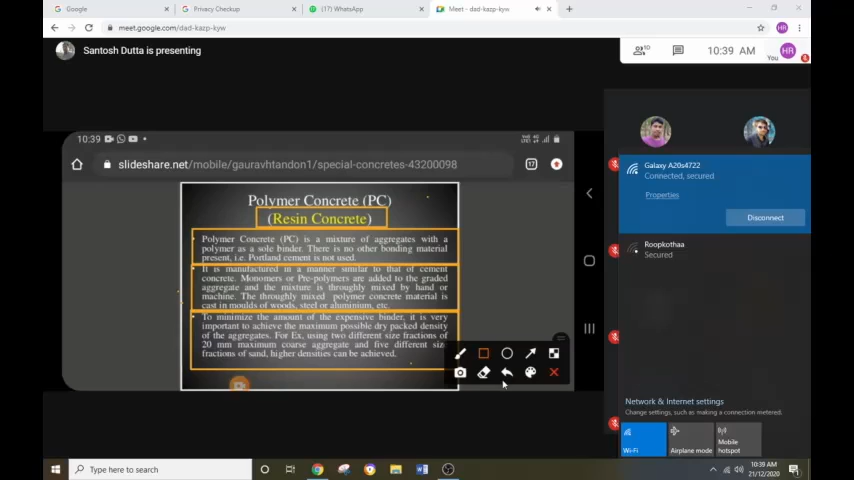 Google
Privacy Checkup
(17) WhatsApp
Meet - dad-kazp-kyw
meet.google.com/dad-kazp-kyw
HR
Santosh Dutta is presenting
10
10:39 AM
You
HR
10:39
slideshare.net/mobile/gauravhtandon1/special-concretes-43200098
17
Polymer Concrete (PC)
(Resin Concrete)
Polymer Concrete (PC) is a mixture of aggregates with a
polymer as a sole binder. There is no other bonding material
present, i.e. Portland cement is not used.
It is manufactured in a manner similar to that of cement
concrete. Monomers or Pre-polymers are added to the graded
aggregate and the mixture is throughly mixed by hand or
machine. The throughly mixed polymer concrete material is
cast in moulds of woods, steel or aluminium, etc.
To minimize the amount of the expensive binder, it is very
important to achieve the maximum possible dry packed density
of the aggregates. For Ex, using two different size fractions of
20 mm maximum coarse aggregate and five different size
fractions of sand, higher densities can be achieved.
Galaxy A20s4722
Connected, secured
Properties
Disconnect
Roopkothaa
Secured
Network & Internet settings
Change settings, such as making a connection metered.
Wi-Fi
Airplane mode
Mobile
hotspot
Type here to search
10:39 AM
21/12/2020